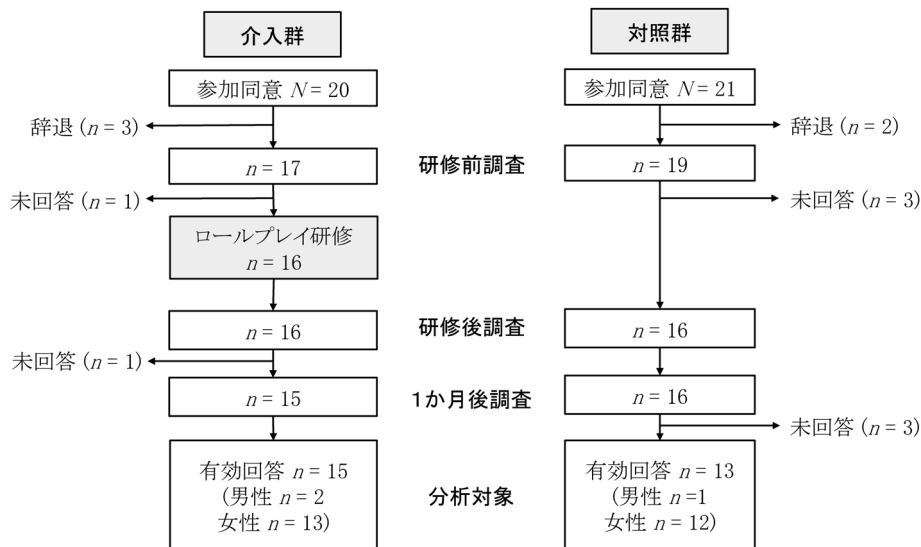 介入群
対照群
参加同意 N = 20
参加同意 N = 21
辞退 (n = 3)
辞退 (n = 2)
n = 17
研修前調査
n = 19
未回答 (n = 1)
未回答 (n = 3)
ロールプレイ研修
n = 16
n = 16
研修後調査
n = 16
未回答 (n = 1)
n = 15
1か月後調査
n = 16
未回答 (n = 3)
有効回答 n = 15
(男性 n = 2
女性 n = 13)
分析対象
有効回答 n = 13
(男性 n =1
女性 n = 12)